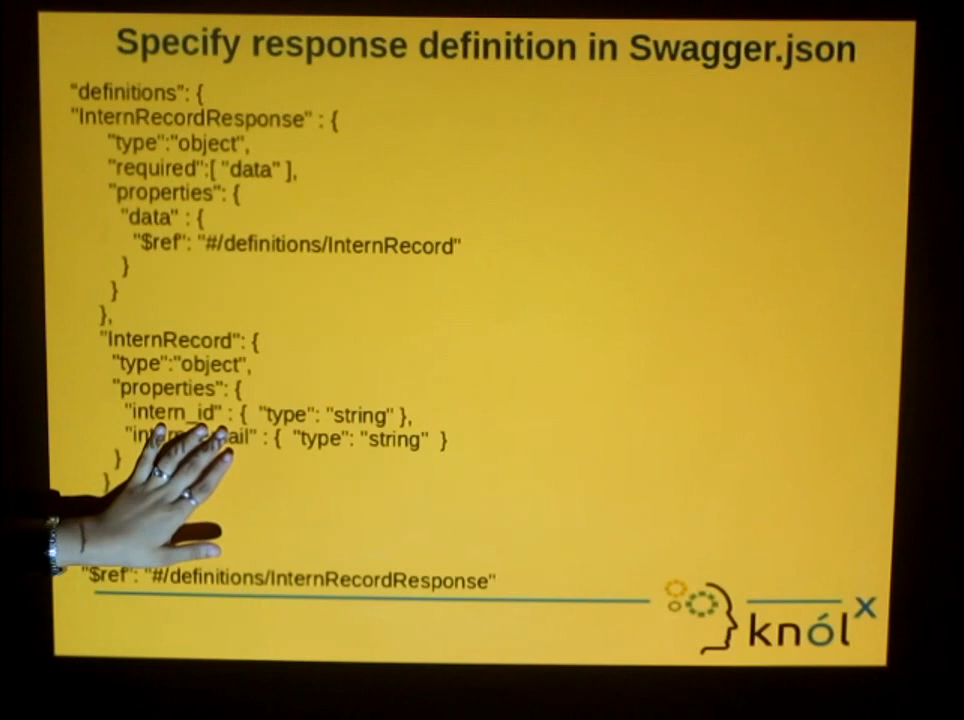 Specify response definition in Swagger.json
"definitions": {
"InternRecordResponse" : {
"type":"object",
"required":[ "data" ],
"properties": {
"data" : {
"$ref": "#/definitions/InternRecord"
}
}
},
"InternRecord": {
"type":"object",
"properties": {
"intern_id" : { "type": "string" },
: { "type": "string" }
}
}
"$ref": "#/definitions/InternRecordResponse"
knólx